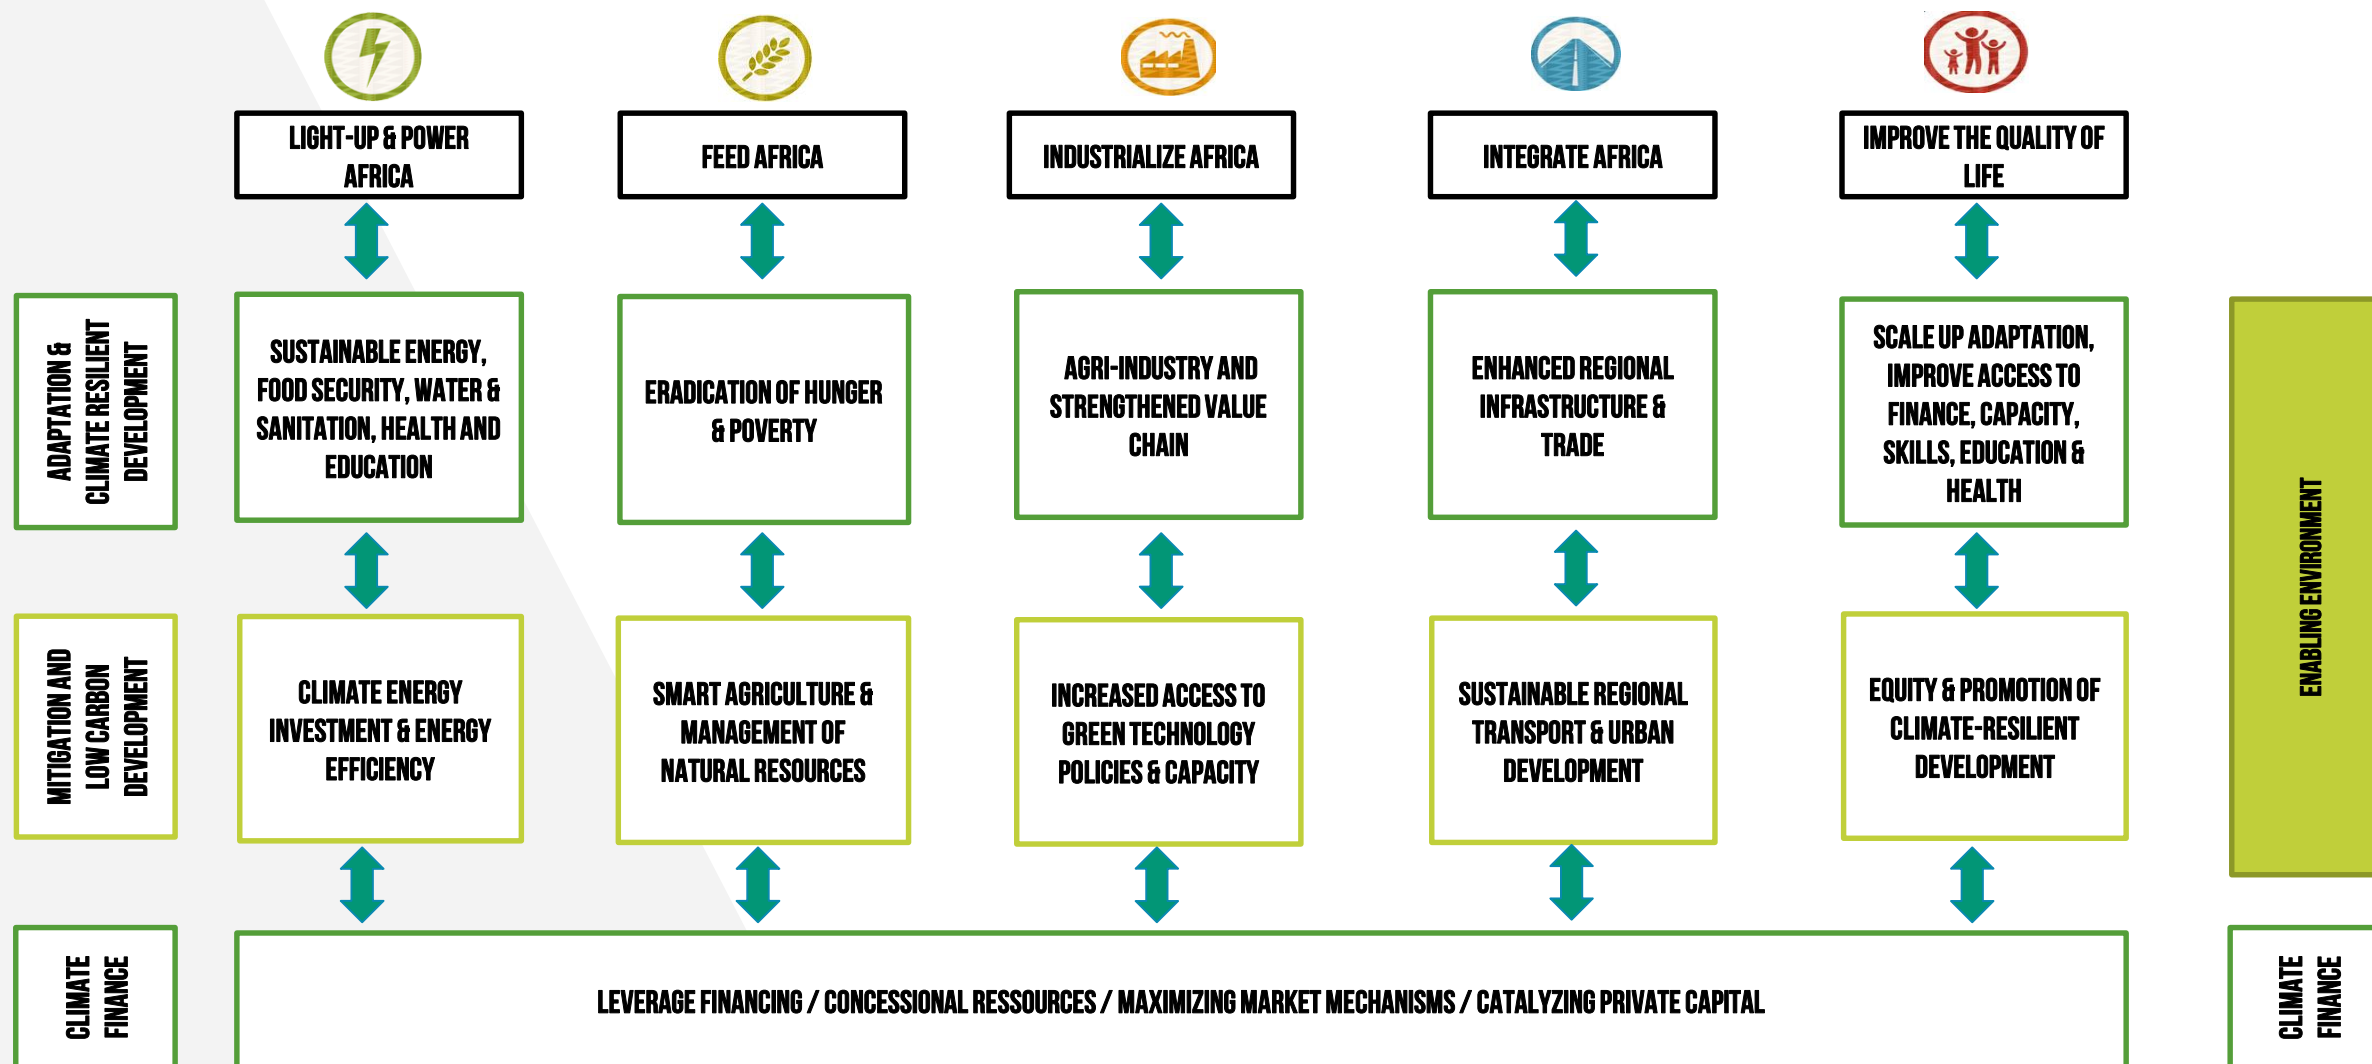 LIGHT-UP & POWER
AFRICA
FEED AFRICA
INDUSTRIALIZE AFRICA
INTEGRATE AFRICA
IMPROVE THE QUALITY OF
LIFE
ADAPTATION &
CLIMATE RESILIENT
DEVELOPMENT
SUSTAINABLE ENERGY,
FOOD SECURITY, WATER &
SANITATION, HEALTH AND
EDUCATION
ERADICATION OF HUNGER
& POVERTY
AGRI-INDUSTRY AND
STRENGTHENED VALUE
CHAIN
ENHANCED REGIONAL
INFRASTRUCTURE &
TRADE
SCALE UP ADAPTATION,
IMPROVE ACCESS TO
FINANCE, CAPACITY,
SKILLS, EDUCATION &
HEALTH
ENABLING ENVIRONMENT
MITIGATION AND
LOW CARBON
DEVELOPMENT
CLIMATE ENERGY
INVESTMENT & ENERGY
EFFICIENCY
SMART AGRICULTURE &
MANAGEMENT OF
NATURAL RESOURCES
INCREASED ACCESS TO
GREEN TECHNOLOGY
POLICIES & CAPACITY
SUSTAINABLE REGIONAL
TRANSPORT & URBAN
DEVELOPMENT
EQUITY & PROMOTION OF
CLIMATE-RESILIENT
DEVELOPMENT
CLIMATE
FINANCE
LEVERAGE FINANCING / CONCESSIONAL RESSOURCES / MAXIMIZING MARKET MECHANISMS / CATALYZING PRIVATE CAPITAL
CLIMATE
FINANCE